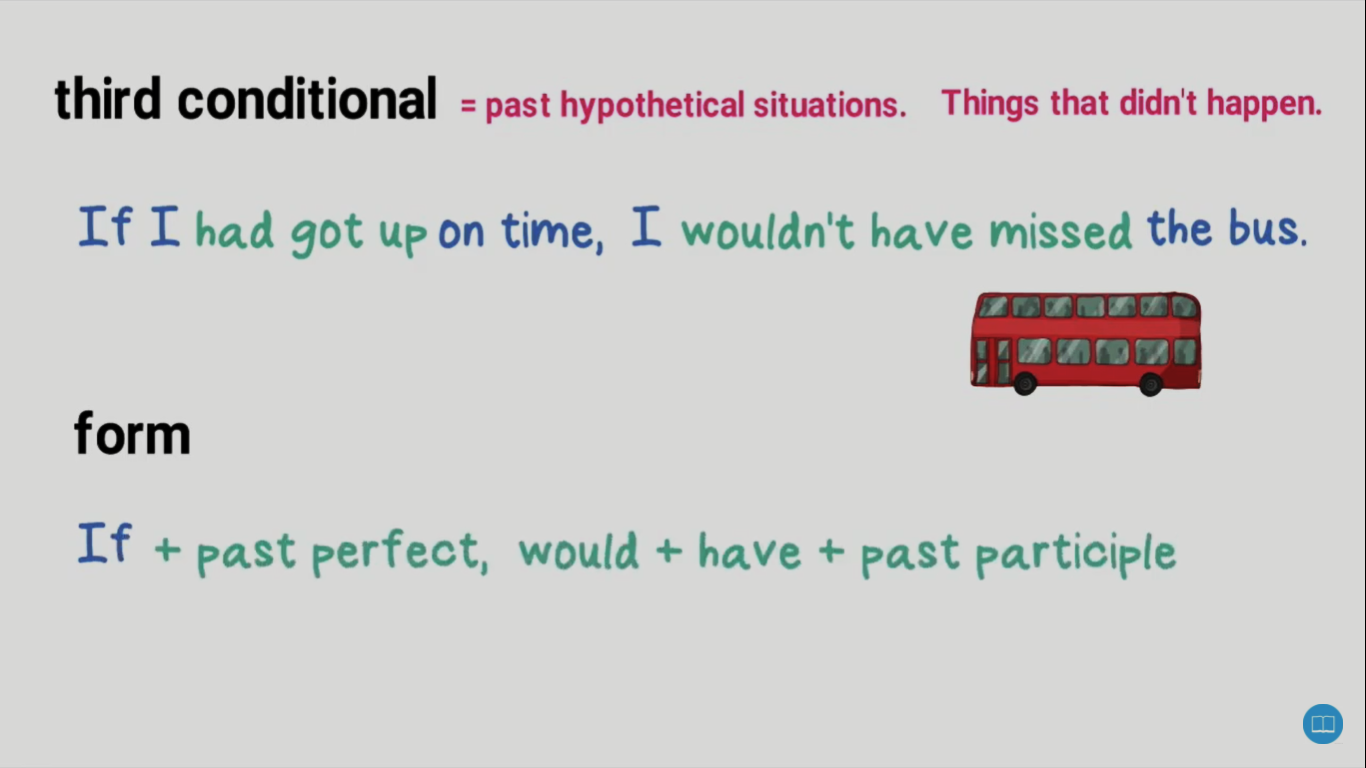 third conditional = past hypothetical situations. Things that didn't happen.
If I had got up on time, I wouldn't have missed the bus.
form
If + past perfect, would + have + past participle